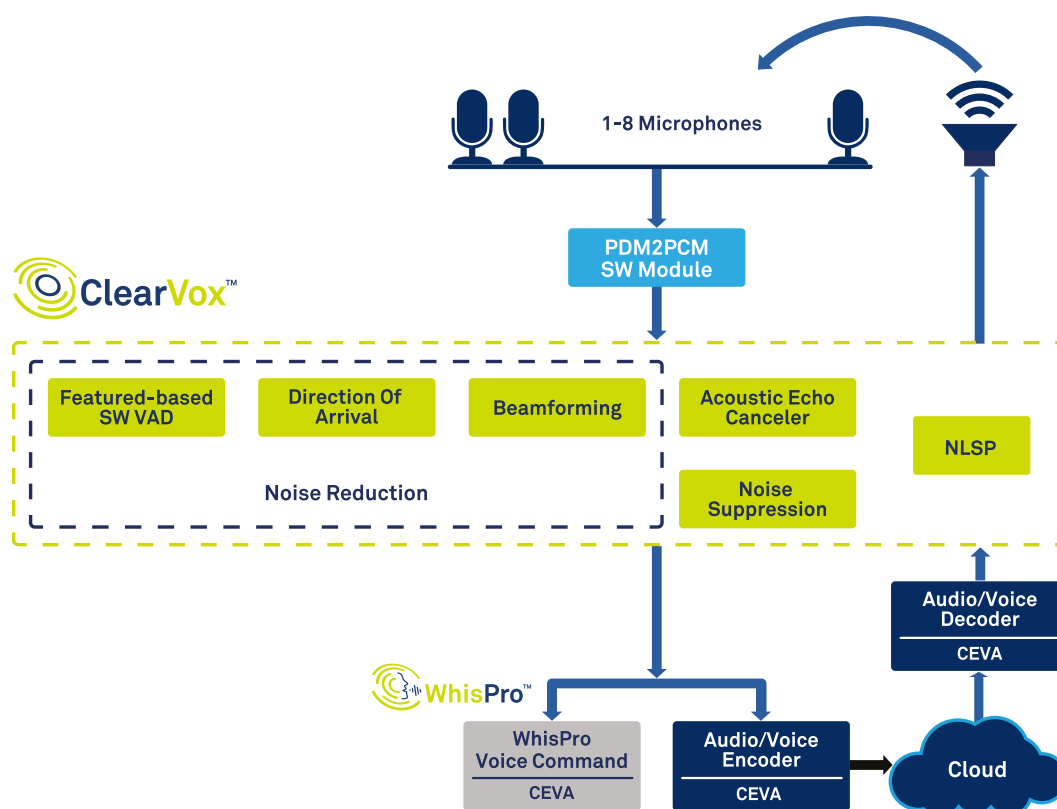 1-8 Microphones
PDM2PCM
SW Module
ClearVox™
Featured-based
SW VAD
Direction Of
Arrival
Beamforming
Acoustic Echo
Canceler
NLSP
Noise Reduction
Noise
Suppression
Audio/Voice
Decoder
CEVA
WhisPro™
WhisPro
Voice Command
CEVA
Audio/Voice
Encoder
CEVA
Cloud